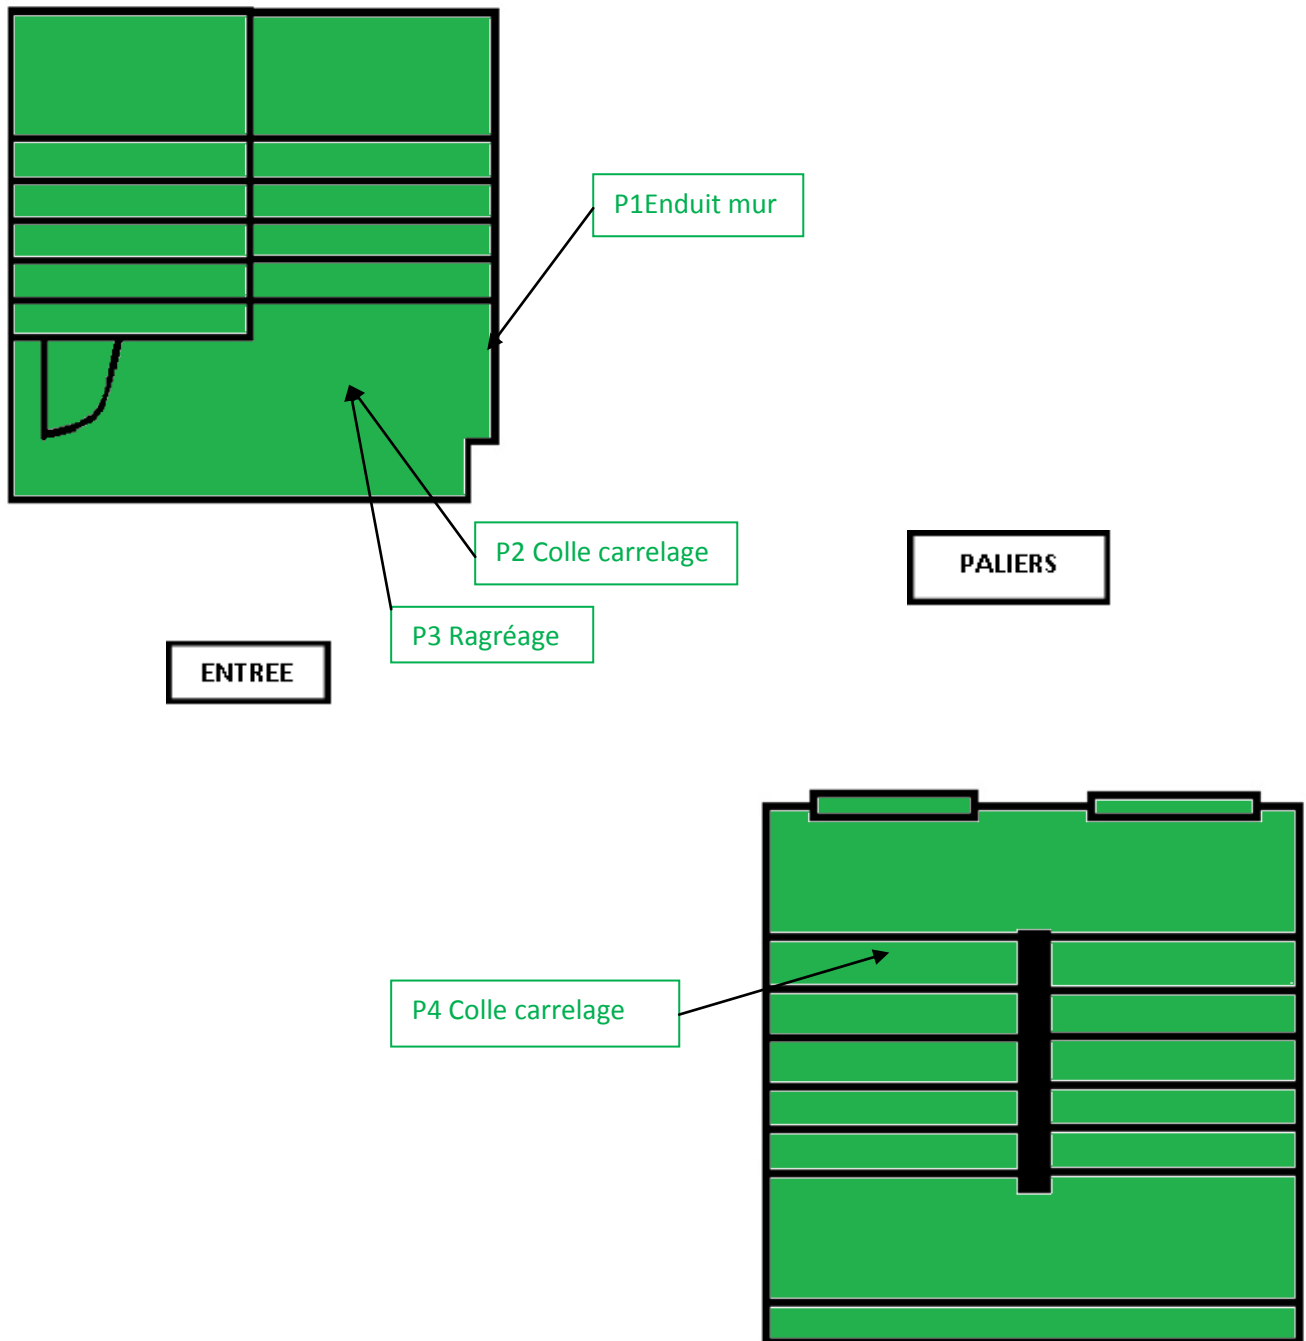 P1Enduit mur
P2 Colle carrelage
PALIERS
P3 Ragréage
ENTREE
P4 Colle carrelage